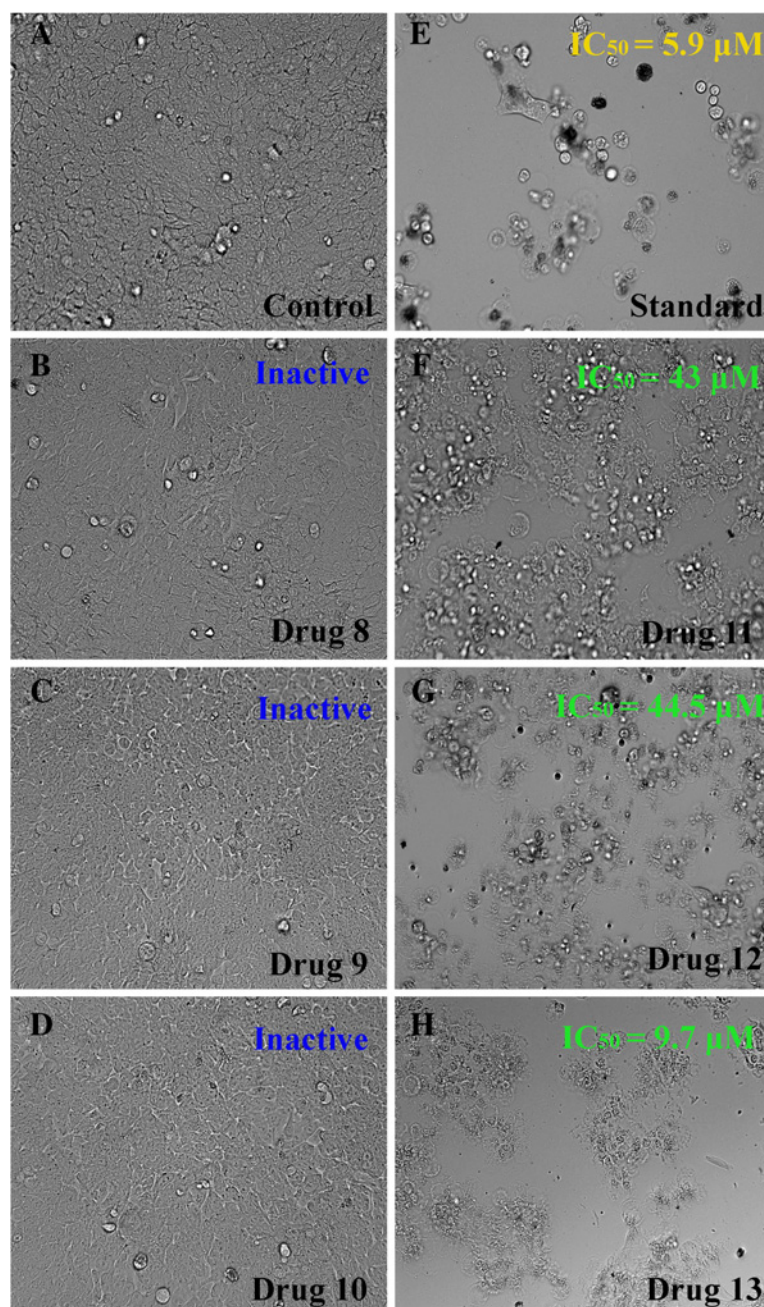 A
Control
E
IC₅₀ = 5.9 µM
Standard
B
Inactive
Drug 8
F
IC₅₀ = 43 µM
Drug 11
C
Inactive
Drug 9
G
IC₅₀ = 44.5 µM
Drug 12
D
Inactive
Drug 10
H
IC₅₀ = 9.7 µM
Drug 13